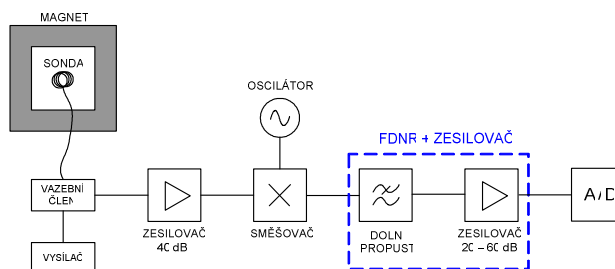 MAGNET
SONDA
OSCILÁTOR
FDNR + ZESILOVAČ
VAZEBNÍ
ČLEN
ZESILOVAČ
40 dB
SMĚŠOVAČ
DOLN
PROPUST
ZESILOVAČ
20 – 60 dB
A/D
VYSÍLAČ